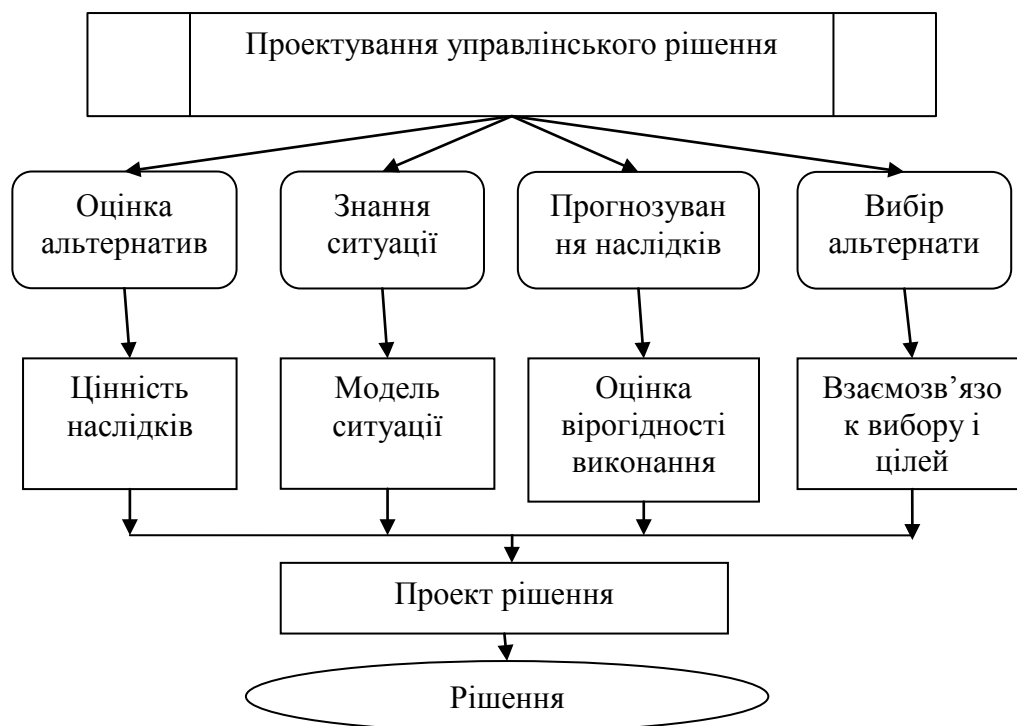 Проектування управлінського рішення
Оцінка
альтернатив
Знання
ситуації
Прогнозуван
ня наслідків
Вибір
альтернати
Цінність
наслідків
Модель
ситуації
Оцінка
вірогідності
виконання
Взаємозв’язо
к вибору і
цілей
Проект рішення
Рішення